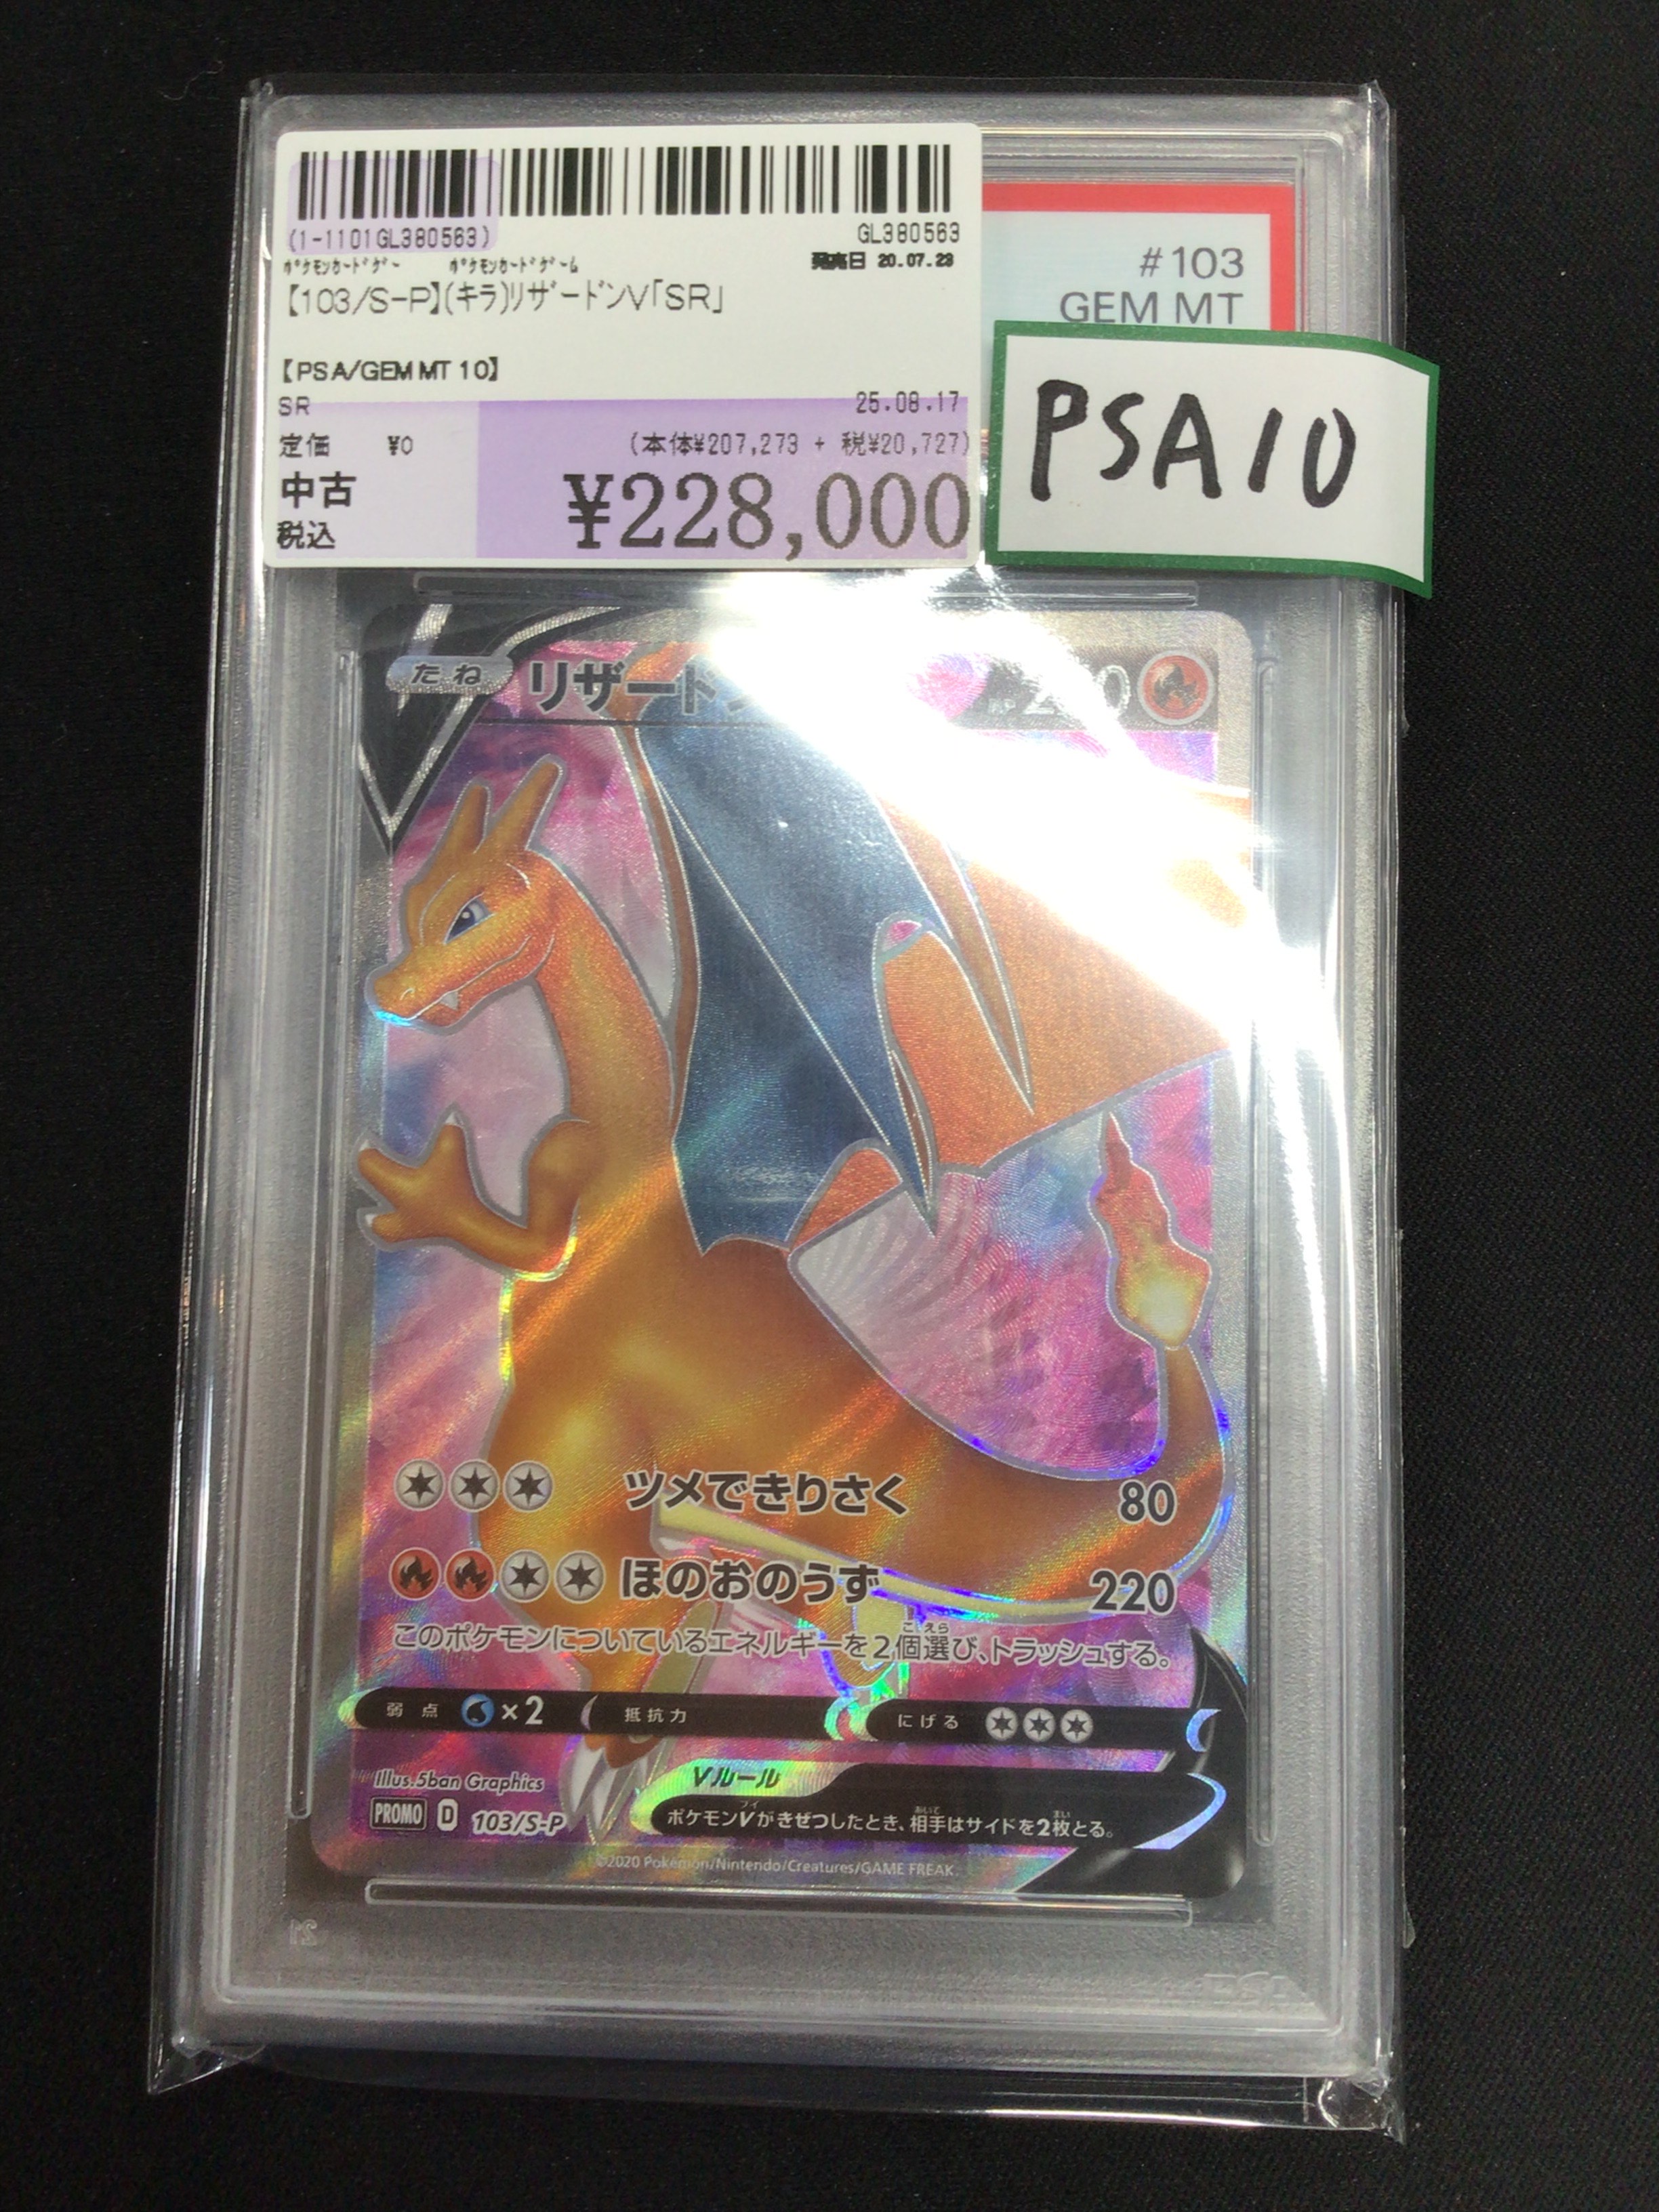 (1-1101GL380563)
GL380563
ﾎﾟｹﾓﾝｶｰﾄﾞｹﾞｰ ﾎﾟｹﾓﾝｶｰﾄﾞｹﾞｰﾑ
発売日 20.07.23
【103/S-P】(キラ)ﾘｻﾞｰﾄﾞﾝV「SR」
【PSA/GEM MT 10】
SR
25.08.17
定価 ¥0
(本体¥207,273 + 税¥20,727)
中古
税込
¥228,000
#103
GEM MT
PSA10
たね リザードン
ツメできりさく 80
ほのおのうず 220
このポケモンについているエネルギーを2個選び、トラッシュする。
弱点 ×2 抵抗力 にげる
Illus.5ban Graphics
Vルール
PROMO D 103/S-P
ポケモンVがきぜつしたとき、相手はサイドを2枚とる。
©2020 Pokémon/Nintendo/Creatures/GAME FREAK.
PSA